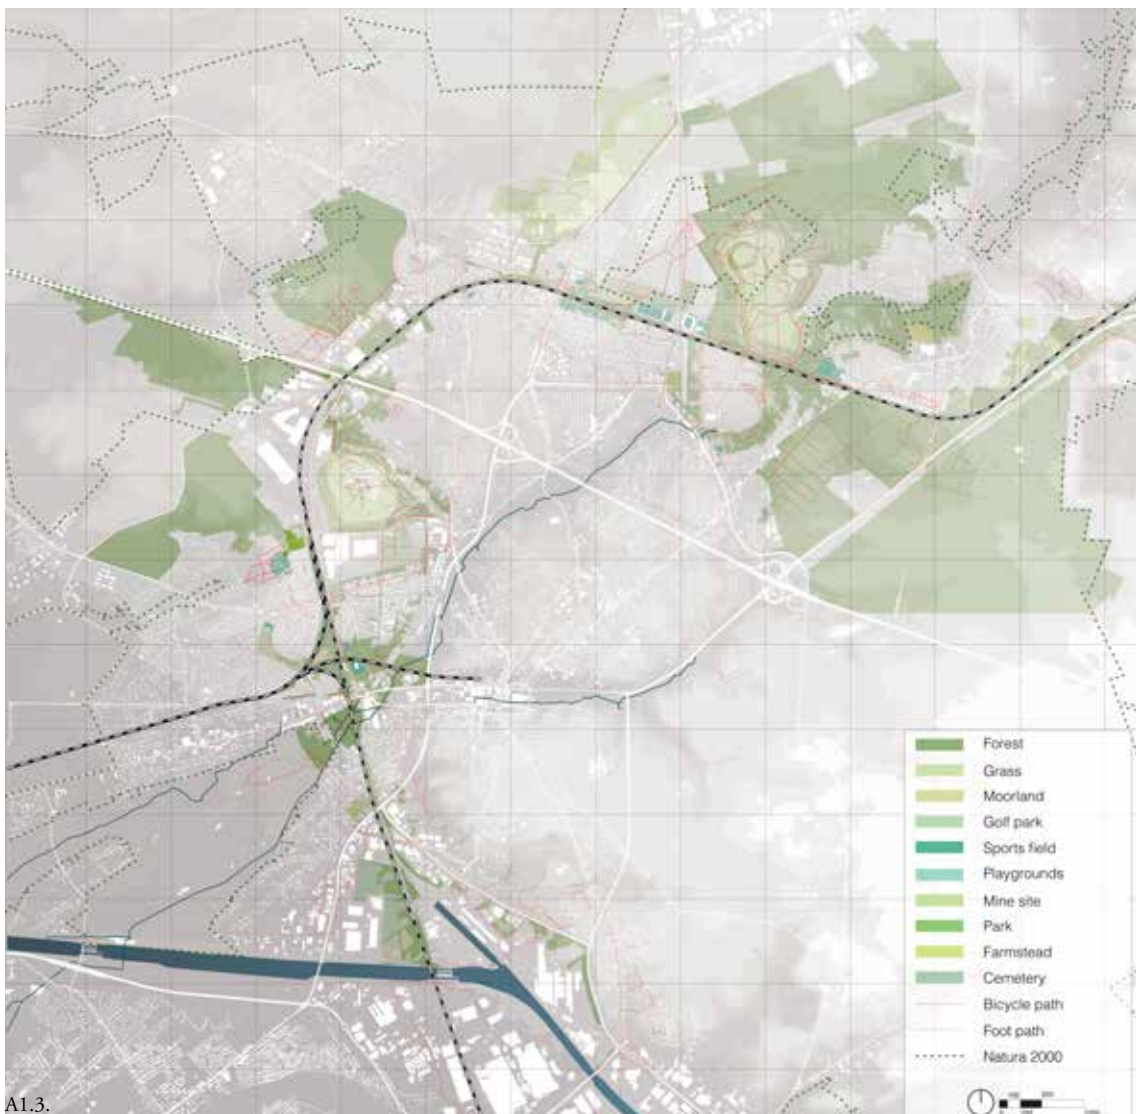 Forest
Grass
Moorland
Golf park
Sports field
Playgrounds
Mine site
Park
Farmstead
Cemetery
Bicycle path
Foot path
Natura 2000
A1.3.